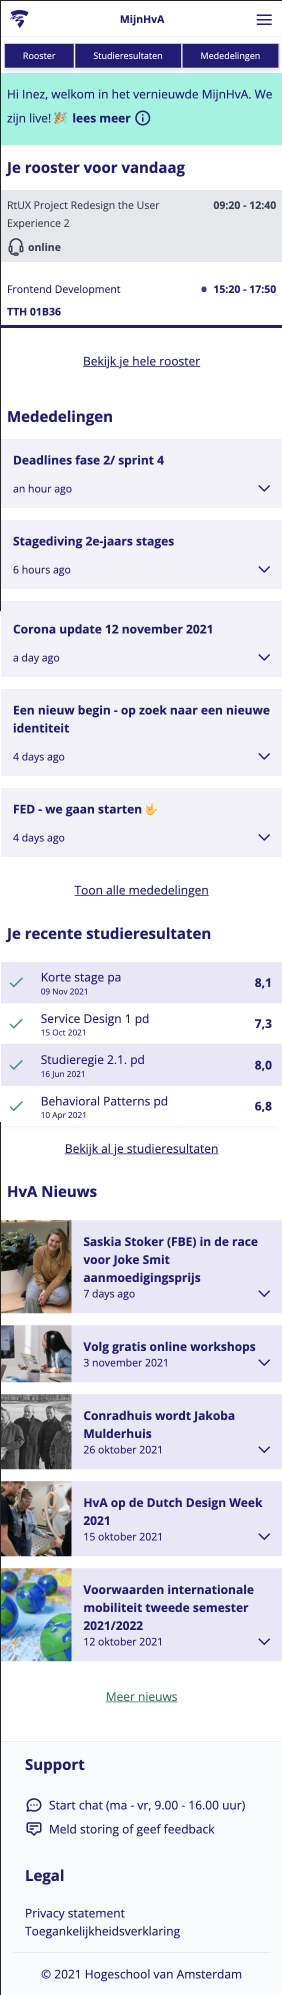 MijnHvA
Rooster
Studieresultaten
Mededelingen
Hi Inez, welkom in het vernieuwde MijnHvA. We
zijn live! 🎉 lees meer
Je rooster voor vandaag
RtUX Project Redesign the User
Experience 2
09:20 - 12:40
online
Frontend Development
15:20 - 17:50
TTH 01B36
Bekijk je hele rooster
Mededelingen
Deadlines fase 2/ sprint 4
an hour ago
Stagediving 2e-jaars stages
6 hours ago
Corona update 12 november 2021
a day ago
Een nieuw begin - op zoek naar een nieuwe
identiteit
4 days ago
FED - we gaan starten 🤟
4 days ago
Toon alle mededelingen
Je recente studieresultaten
Korte stage pa
09 Nov 2021
8,1
Service Design 1 pd
15 Oct 2021
7,3
Studieregie 2.1. pd
16 Jun 2021
8,0
Behavioral Patterns pd
10 Apr 2021
6,8
Bekijk al je studieresultaten
HvA Nieuws
Saskia Stoker (FBE) in de race
voor Joke Smit
aanmoedigingsprijs
7 days ago
Volg gratis online workshops
3 november 2021
Conradhuis wordt Jakoba
Mulderhuis
26 oktober 2021
HvA op de Dutch Design Week
2021
15 oktober 2021
Voorwaarden internationale
mobiliteit tweede semester
2021/2022
12 oktober 2021
Meer nieuws
Support
Start chat (ma - vr, 9.00 - 16.00 uur)
Meld storing of geef feedback
Legal
Privacy statement
Toegankelijkheidsverklaring
© 2021 Hogeschool van Amsterdam